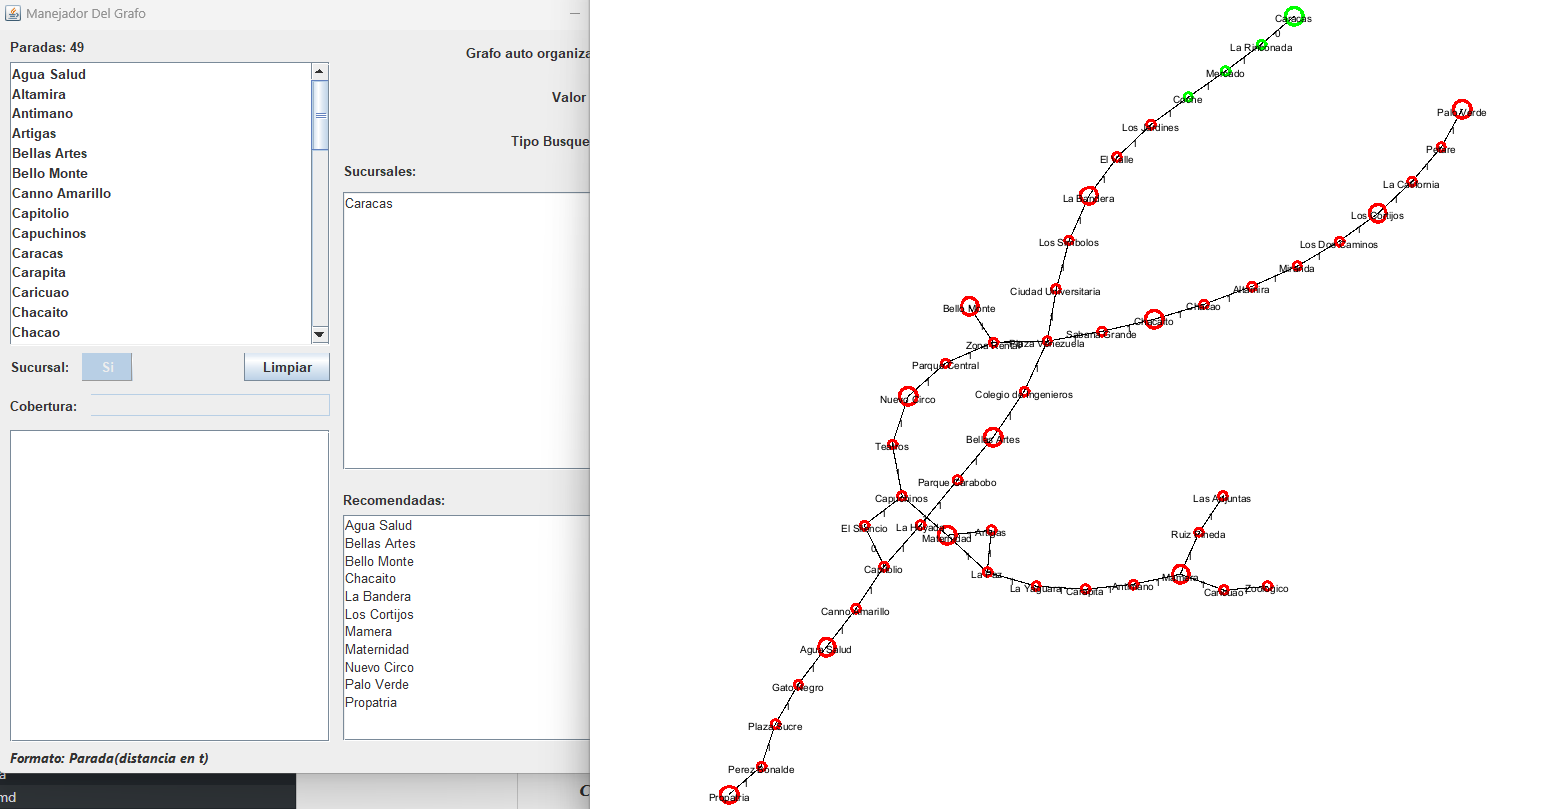 Manejador Del Grafo
Paradas: 49
Agua Salud
Altamira
Antimano
Artigas
Bellas Artes
Bello Monte
Canno Amarillo
Capitolio
Capuchinos
Caracas
Carapita
Caricuao
Chacaito
Chacao
Sucursal:
Si
Limpiar
Cobertura:
Formato: Parada(distancia en t)
Grafo auto organiza
Valor
Tipo Busque
Sucursales:
Caracas
Recomendadas:
Agua Salud
Bellas Artes
Bello Monte
Chacaito
La Bandera
Los Cortijos
Mamera
Maternidad
Nuevo Circo
Palo Verde
Propatria
md
Caracas
0
La Rinconada
Mercado
Coche
Los Jardines
El Valle
La Bandera
Los Simbolos
Ciudad Universitaria
Palo Verde
Petare
La California
Los Cortijos
Los Dos Caminos
Miranda
Altamira
Chacao
Chacaito
Sabana Grande
Plaza Venezuela
Bello Monte
Zona Rental
Parque Central
Nuevo Circo
Teatros
Capuchinos
El Silencio
0
Capitolio
Colegio de Ingenieros
Bellas Artes
Parque Carabobo
La Hoyada
Maternidad
Artigas
La Paz
La Yaguara
Carapita
Antimano
Mamera
Ruiz Pineda
Las Adjuntas
Caricuao
Zoologico
Canno Amarillo
Agua Salud
Gato Negro
Plaza Sucre
Perez Bonalde
Propatria